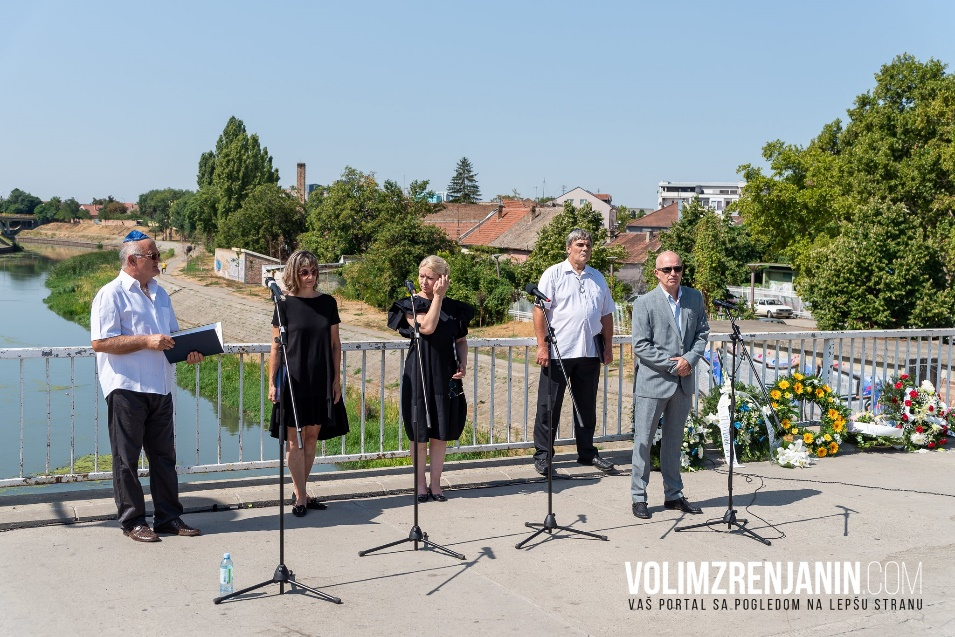 VOLIMZRENJANIN.COM
VAŠ PORTAL SA POGLEDOM NA LEPŠU STRANU